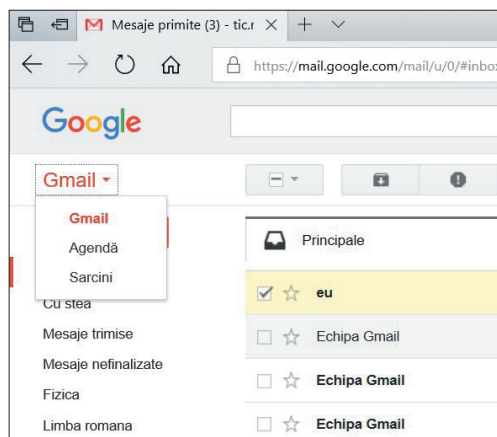 Mesaje primite (3) - tic.r
https://mail.google.com/mail/u/0/#inbox
Google
Gmail
Gmail
Agendă
Sarcini
Principale
Cu stea
Mesaje trimise
Mesaje nefinalizate
Fizica
Limba romana
eu
Echipa Gmail
Echipa Gmail
Echipa Gmail